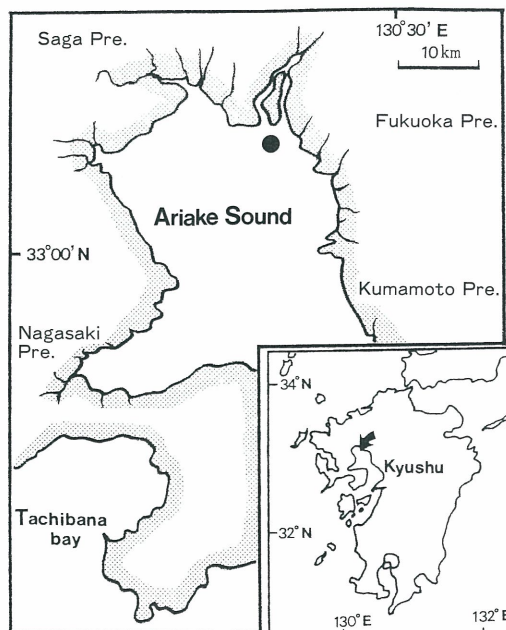 130°30' E
Saga Pre.
10 km
Fukuoka Pre.
Ariake Sound
33°00' N
Kumamoto Pre.
Nagasaki
Pre.
34°N
Kyushu
32°N
Tachibana
bay
130°E
132°E